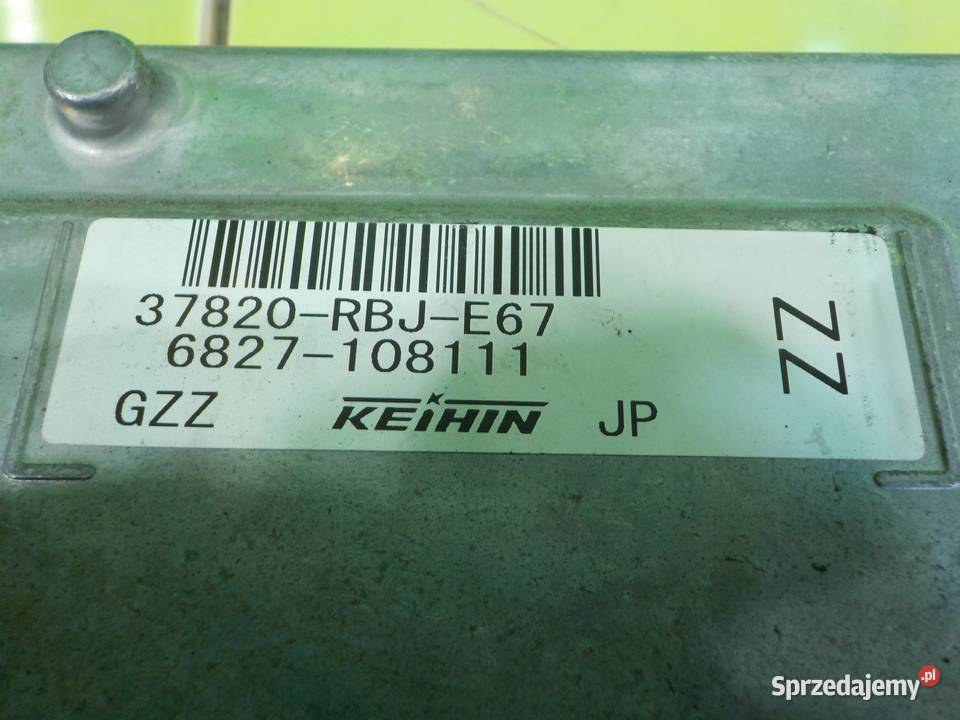 37820-RBJ-E67
6827-108111
GZZ KEIHIN JP
ZZ
Sprzedajemy.pl